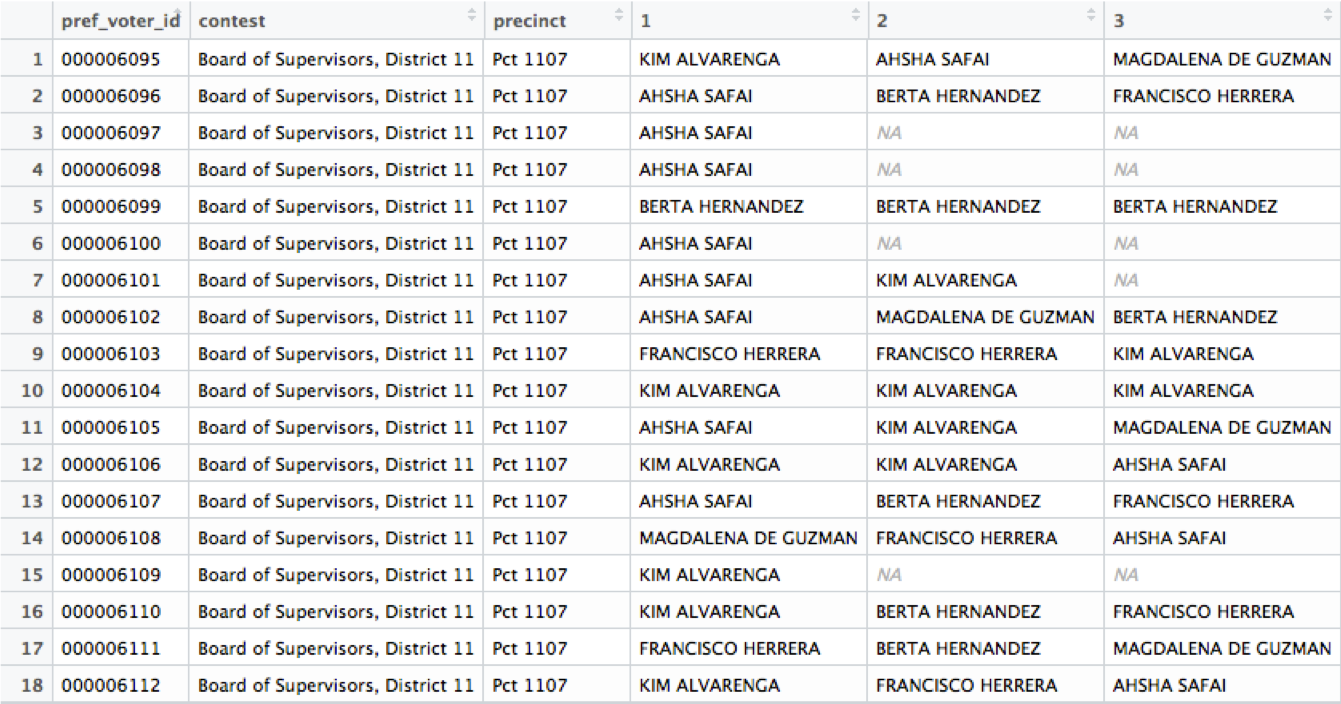 pref_voter_id contest precinct 1 2 3
1 000006095 Board of Supervisors, District 11 Pct 1107 KIM ALVARENGA AHSHA SAFAI MAGDALENA DE GUZMAN
2 000006096 Board of Supervisors, District 11 Pct 1107 AHSHA SAFAI BERTA HERNANDEZ FRANCISCO HERRERA
3 000006097 Board of Supervisors, District 11 Pct 1107 AHSHA SAFAI NA NA
4 000006098 Board of Supervisors, District 11 Pct 1107 AHSHA SAFAI NA NA
5 000006099 Board of Supervisors, District 11 Pct 1107 BERTA HERNANDEZ BERTA HERNANDEZ BERTA HERNANDEZ
6 000006100 Board of Supervisors, District 11 Pct 1107 AHSHA SAFAI NA NA
7 000006101 Board of Supervisors, District 11 Pct 1107 AHSHA SAFAI KIM ALVARENGA NA
8 000006102 Board of Supervisors, District 11 Pct 1107 AHSHA SAFAI MAGDALENA DE GUZMAN BERTA HERNANDEZ
9 000006103 Board of Supervisors, District 11 Pct 1107 FRANCISCO HERRERA FRANCISCO HERRERA KIM ALVARENGA
10 000006104 Board of Supervisors, District 11 Pct 1107 KIM ALVARENGA KIM ALVARENGA KIM ALVARENGA
11 000006105 Board of Supervisors, District 11 Pct 1107 AHSHA SAFAI KIM ALVARENGA MAGDALENA DE GUZMAN
12 000006106 Board of Supervisors, District 11 Pct 1107 KIM ALVARENGA KIM ALVARENGA AHSHA SAFAI
13 000006107 Board of Supervisors, District 11 Pct 1107 AHSHA SAFAI BERTA HERNANDEZ FRANCISCO HERRERA
14 000006108 Board of Supervisors, District 11 Pct 1107 MAGDALENA DE GUZMAN FRANCISCO HERRERA AHSHA SAFAI
15 000006109 Board of Supervisors, District 11 Pct 1107 KIM ALVARENGA NA NA
16 000006110 Board of Supervisors, District 11 Pct 1107 KIM ALVARENGA BERTA HERNANDEZ FRANCISCO HERRERA
17 000006111 Board of Supervisors, District 11 Pct 1107 FRANCISCO HERRERA BERTA HERNANDEZ MAGDALENA DE GUZMAN
18 000006112 Board of Supervisors, District 11 Pct 1107 KIM ALVARENGA FRANCISCO HERRERA AHSHA SAFAI